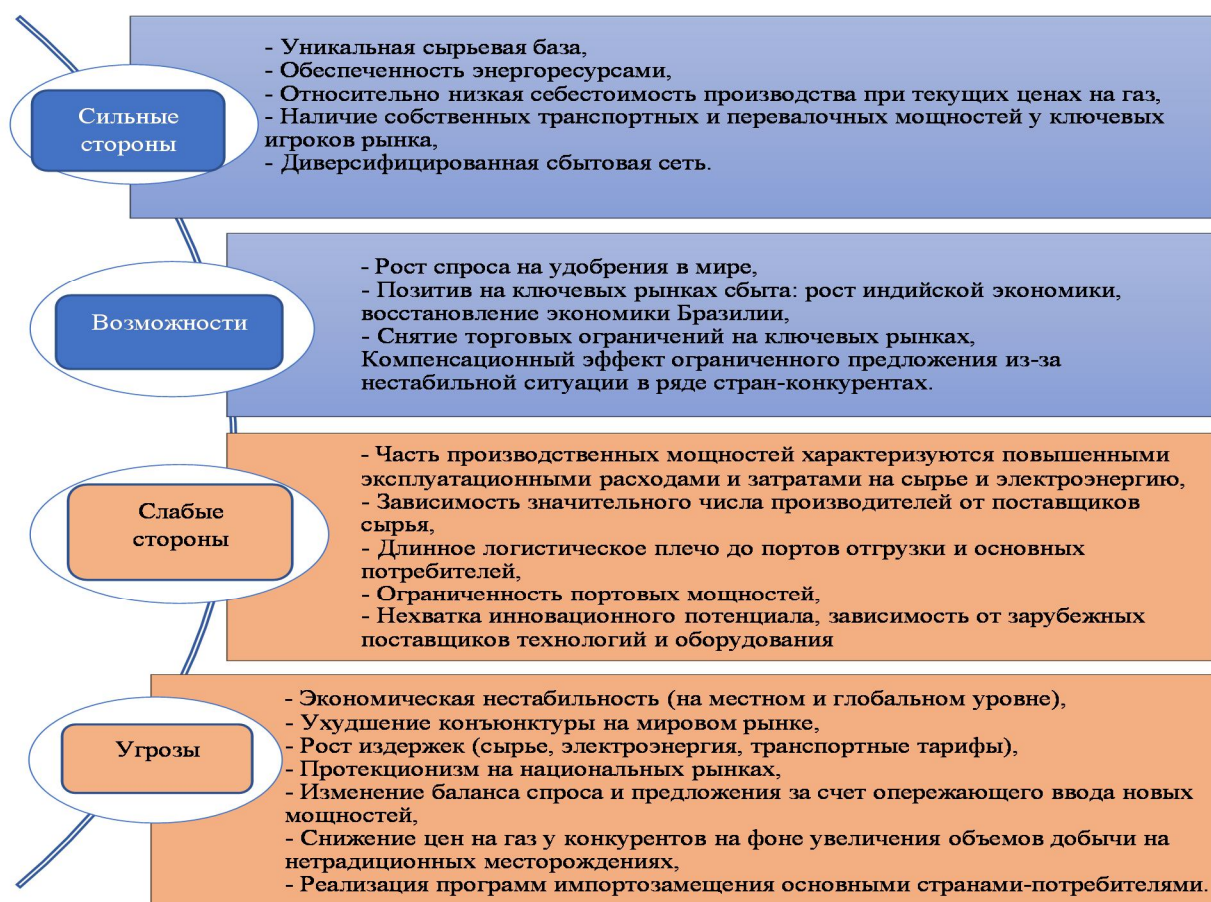 Сильные
стороны
- Уникальная сырьевая база,
- Обеспеченность энергоресурсами,
- Относительно низкая себестоимость производства при текущих ценах на газ,
- Наличие собственных транспортных и перевалочных мощностей у ключевых
игроков рынка,
- Диверсифицированная сбытовая сеть.
Возможности
- Рост спроса на удобрения в мире,
- Позитив на ключевых рынках сбыта: рост индийской экономики,
восстановление экономики Бразилии,
- Снятие торговых ограничений на ключевых рынках,
Компенсационный эффект ограниченного предложения из-за
нестабильной ситуации в ряде стран-конкурентах.
Слабые
стороны
- Часть производственных мощностей характеризуются повышенными
эксплуатационными расходами и затратами на сырье и электроэнергию,
- Зависимость значительного числа производителей от поставщиков
сырья,
- Длинное логистическое плечо до портов отгрузки и основных
потребителей,
- Ограниченность портовых мощностей,
- Нехватка инновационного потенциала, зависимость от зарубежных
поставщиков технологий и оборудования
Угрозы
- Экономическая нестабильность (на местном и глобальном уровне),
- Ухудшение конъюнктуры на мировом рынке,
- Рост издержек (сырье, электроэнергия, транспортные тарифы),
- Протекционизм на национальных рынках,
- Изменение баланса спроса и предложения за счет опережающего ввода новых
мощностей,
- Снижение цен на газ у конкурентов на фоне увеличения объемов добычи на
нетрадиционных месторождениях,
- Реализация программ импортозамещения основными странами-потребителями.